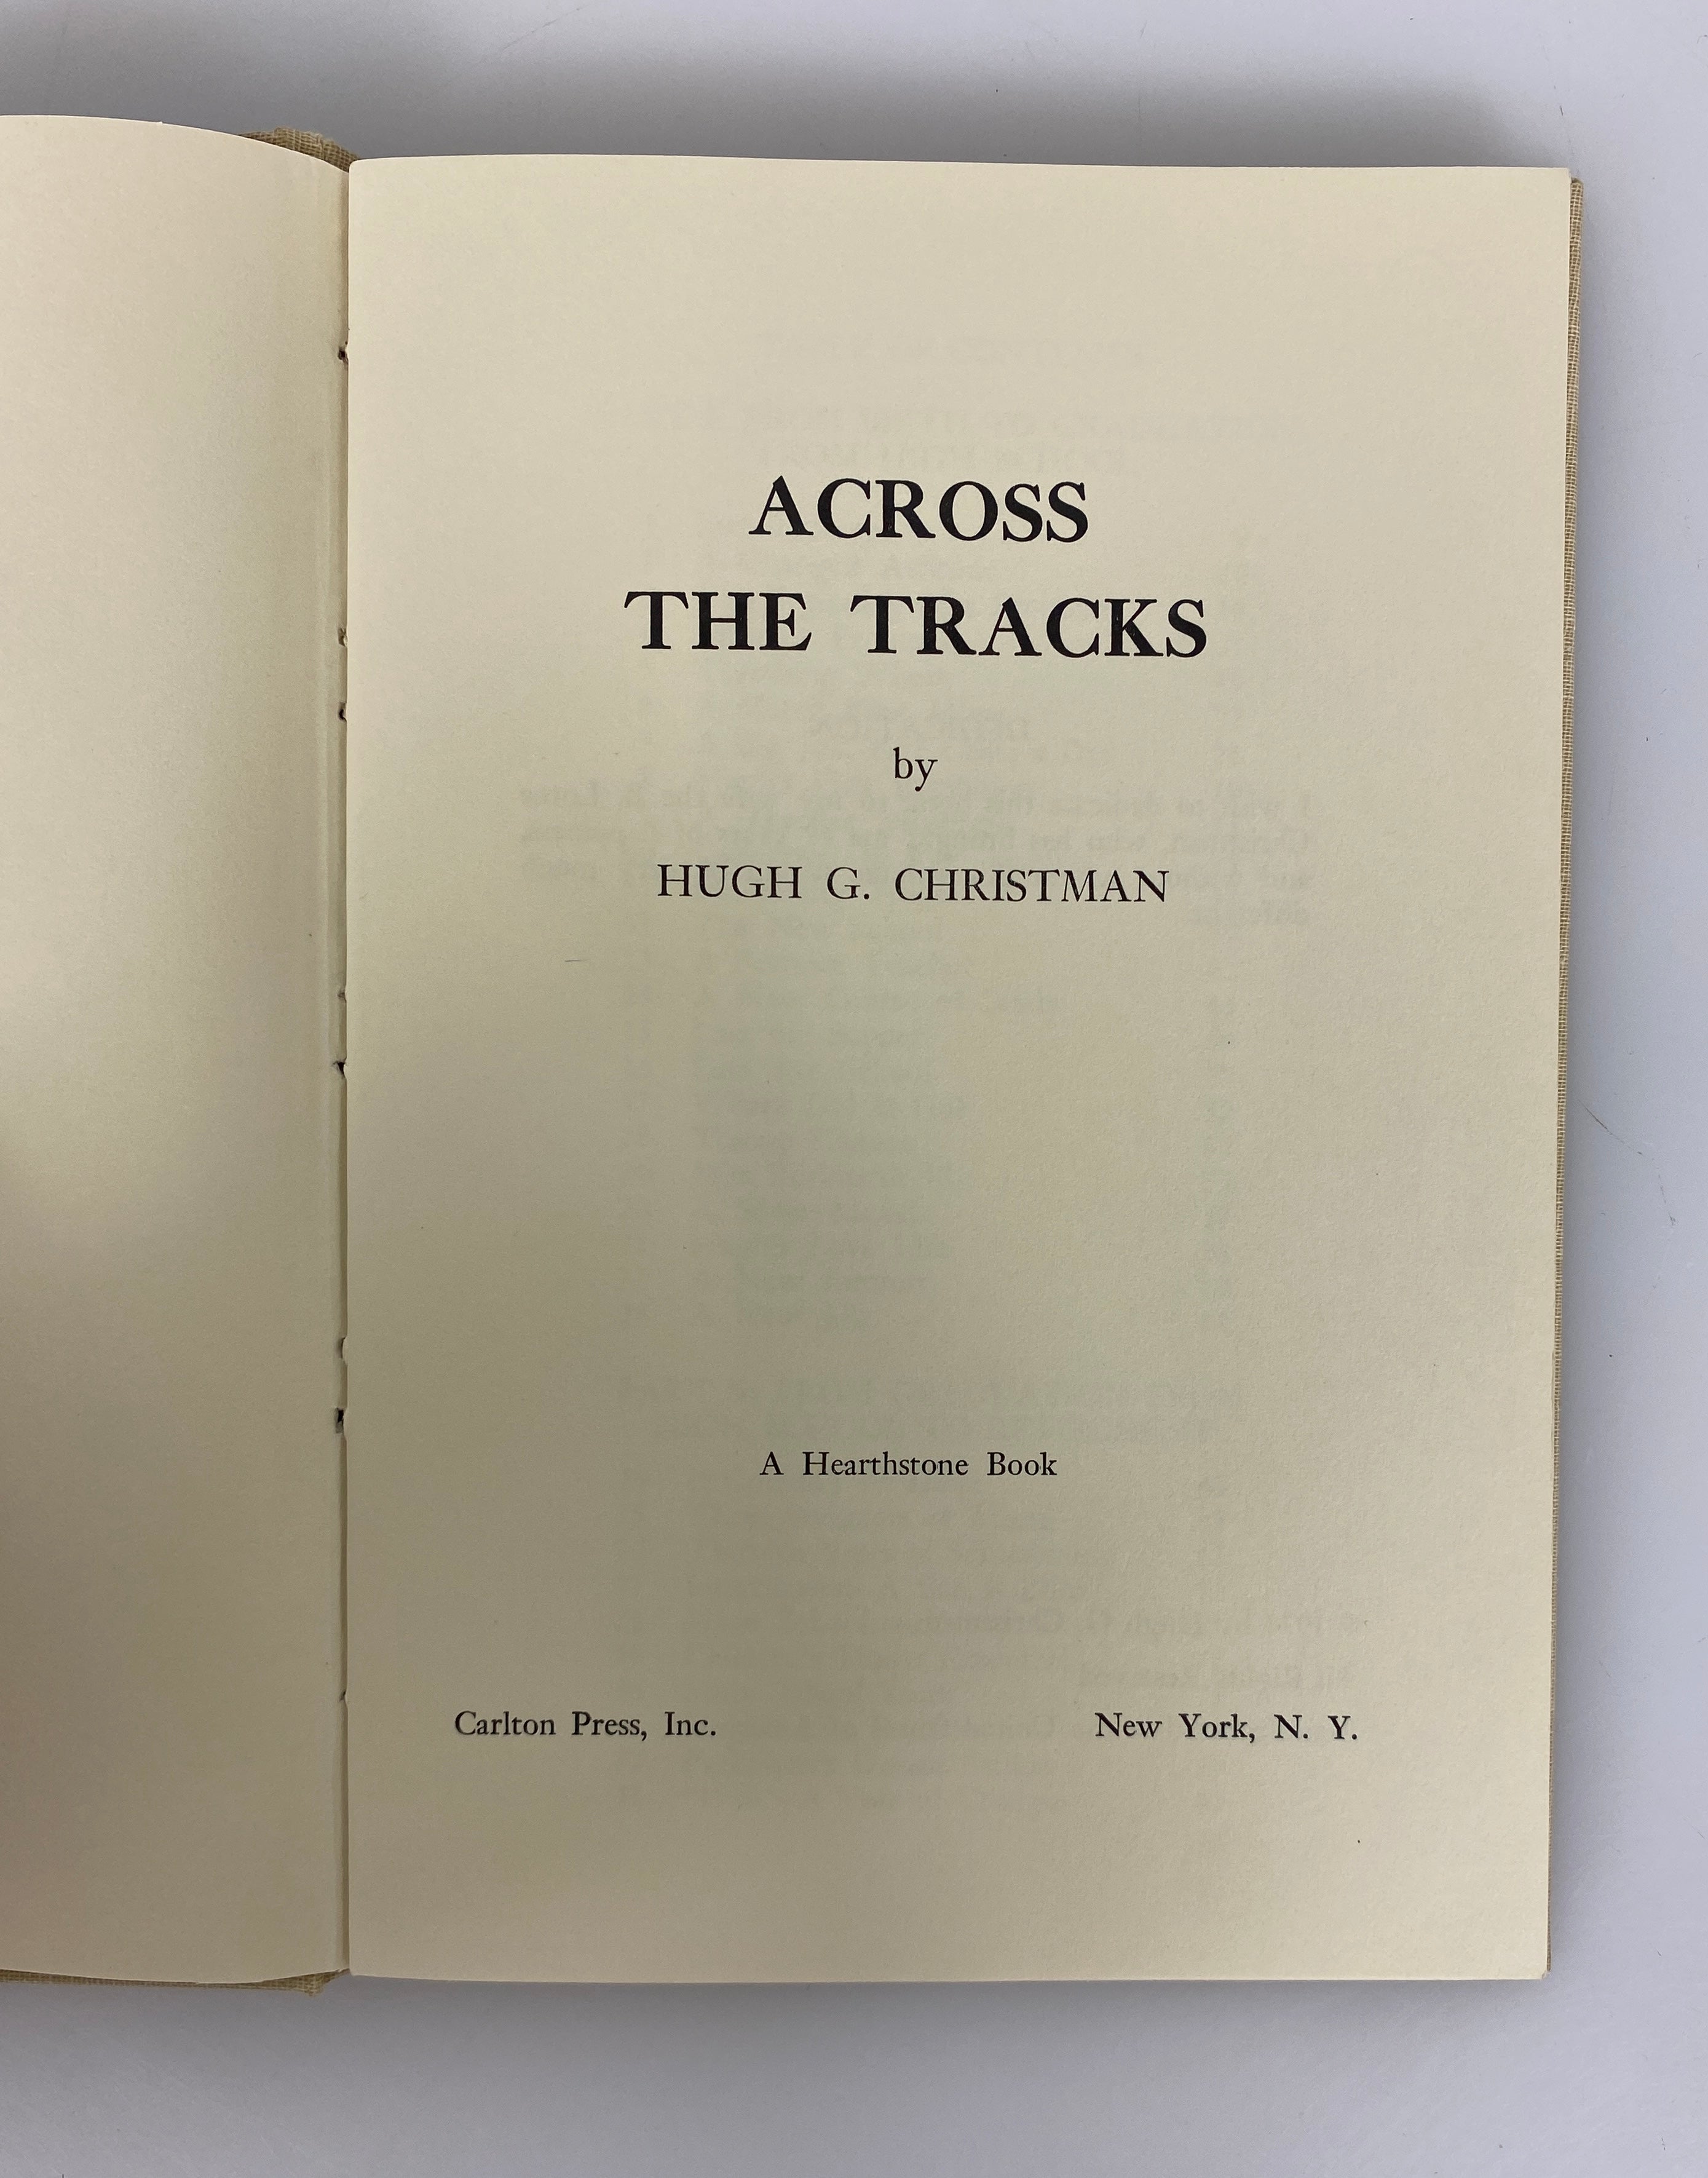 ACROSS
THE TRACKS
by
HUGH G. CHRISTMAN
A Hearthstone Book
Carlton Press, Inc. New York, N. Y.